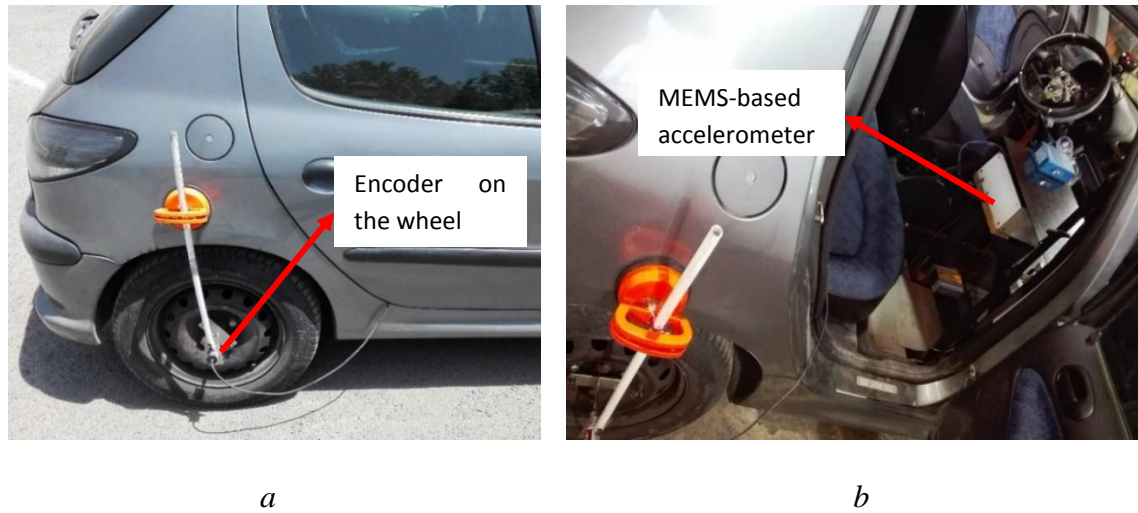 Encoder on
the wheel
MEMS-based
accelerometer
a
b